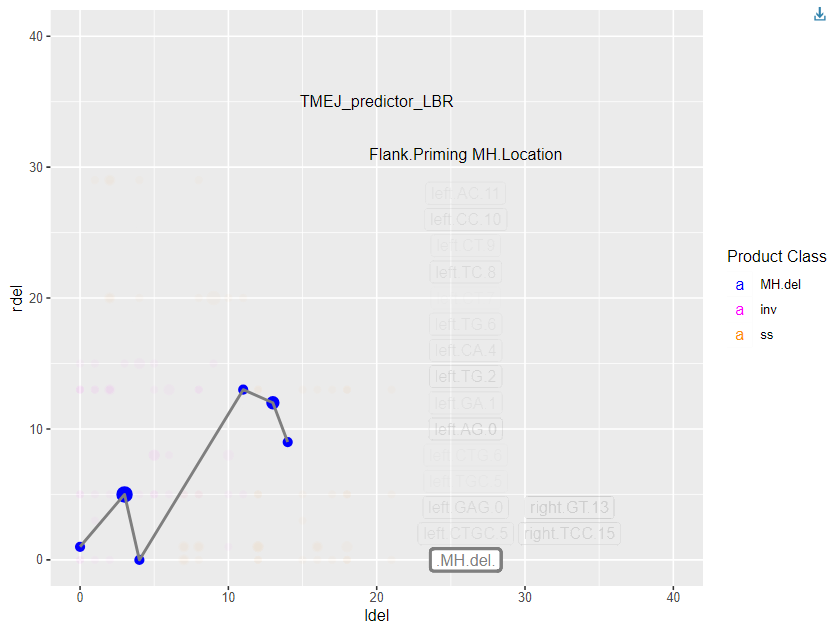 40
TMEJ_predictor_LBR
Flank.Priming MH.Location
30
left.AC.11
left.CC.10
left.CT.9
left.TC.8
20
left.TG.6
left.CA.4
left.TG.2
left.GA.1
10
left.AG.0
left.GAG.0 right.GT.13
left.CTGC.5 right.TCC.15
0
.MH.del.
0 10 20 30 40
ldel
rdel
Product Class
a MH.del
a inv
a ss